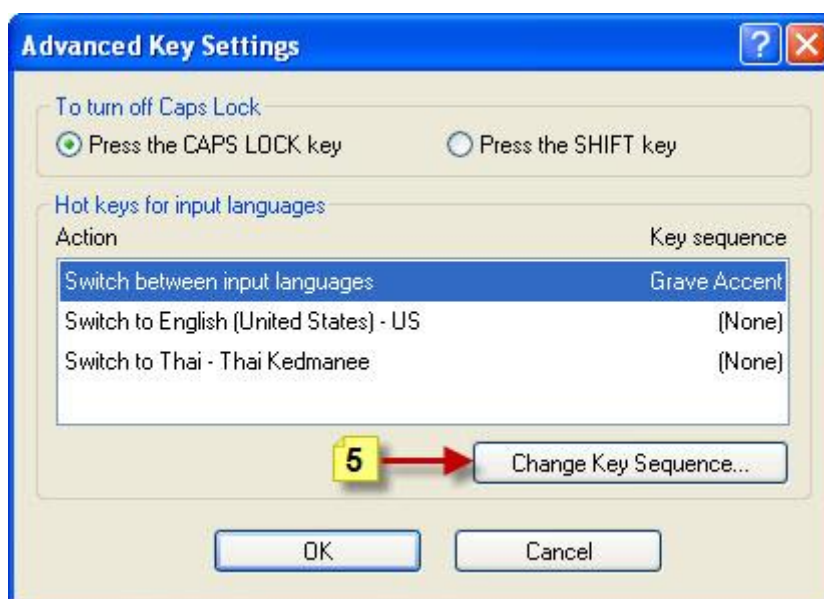 Advanced Key Settings
To turn off Caps Lock
Press the CAPS LOCK key Press the SHIFT key
Hot keys for input languages
Action Key sequence
Switch between input languages Grave Accent
Switch to English (United States) - US (None)
Switch to Thai - Thai Kedmanee (None)
5 Change Key Sequence...
OK Cancel